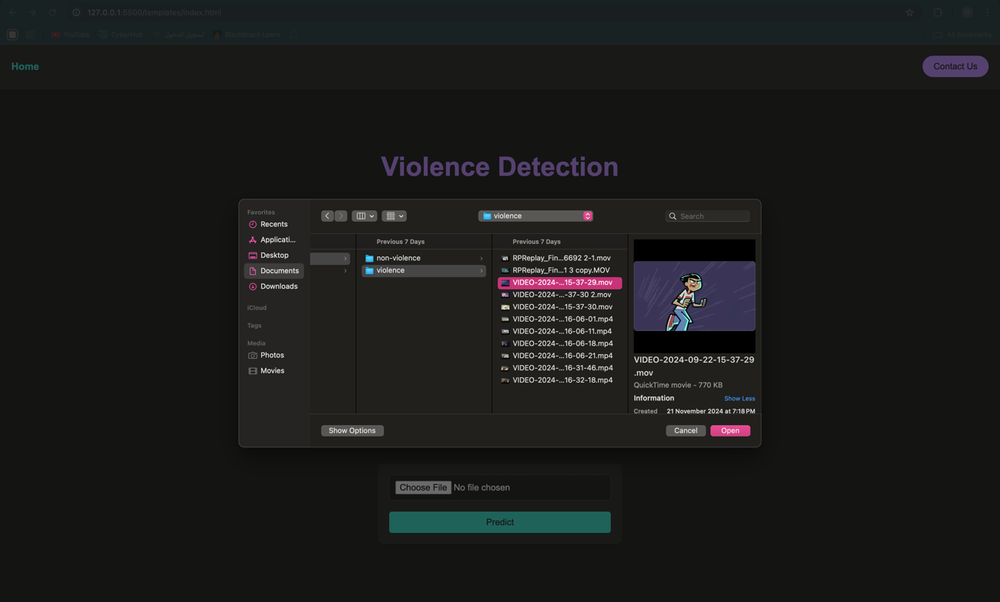 127.0.0.1:5500/templates/index.html
YouTube
CyberHub
تسجيل الدخول
Blackboard Learn
All Bookmarks
Home
Contact Us
Violence Detection
Favorites
Recents
Applicati...
Desktop
Documents
Downloads
iCloud
Tags
Media
Photos
Movies
violence
Search
Previous 7 Days
non-violence
violence
Previous 7 Days
RPReplay_Fin...6692 2-1.mov
RPReplay_Fin...1 3 copy.MOV
VIDEO-2024-...15-37-29.mov
VIDEO-2024-...-37-30 2.mov
VIDEO-2024-...15-37-30.mov
VIDEO-2024-...16-06-01.mp4
VIDEO-2024-...16-06-11.mp4
VIDEO-2024-...16-06-18.mp4
VIDEO-2024-...16-06-21.mp4
VIDEO-2024-...16-31-46.mp4
VIDEO-2024-...16-32-18.mp4
VIDEO-2024-09-22-15-37-29
.mov
QuickTime movie - 770 KB
Information
Show Less
Created 21 November 2024 at 7:18 PM
Show Options
Cancel
Open
Choose File No file chosen
Predict